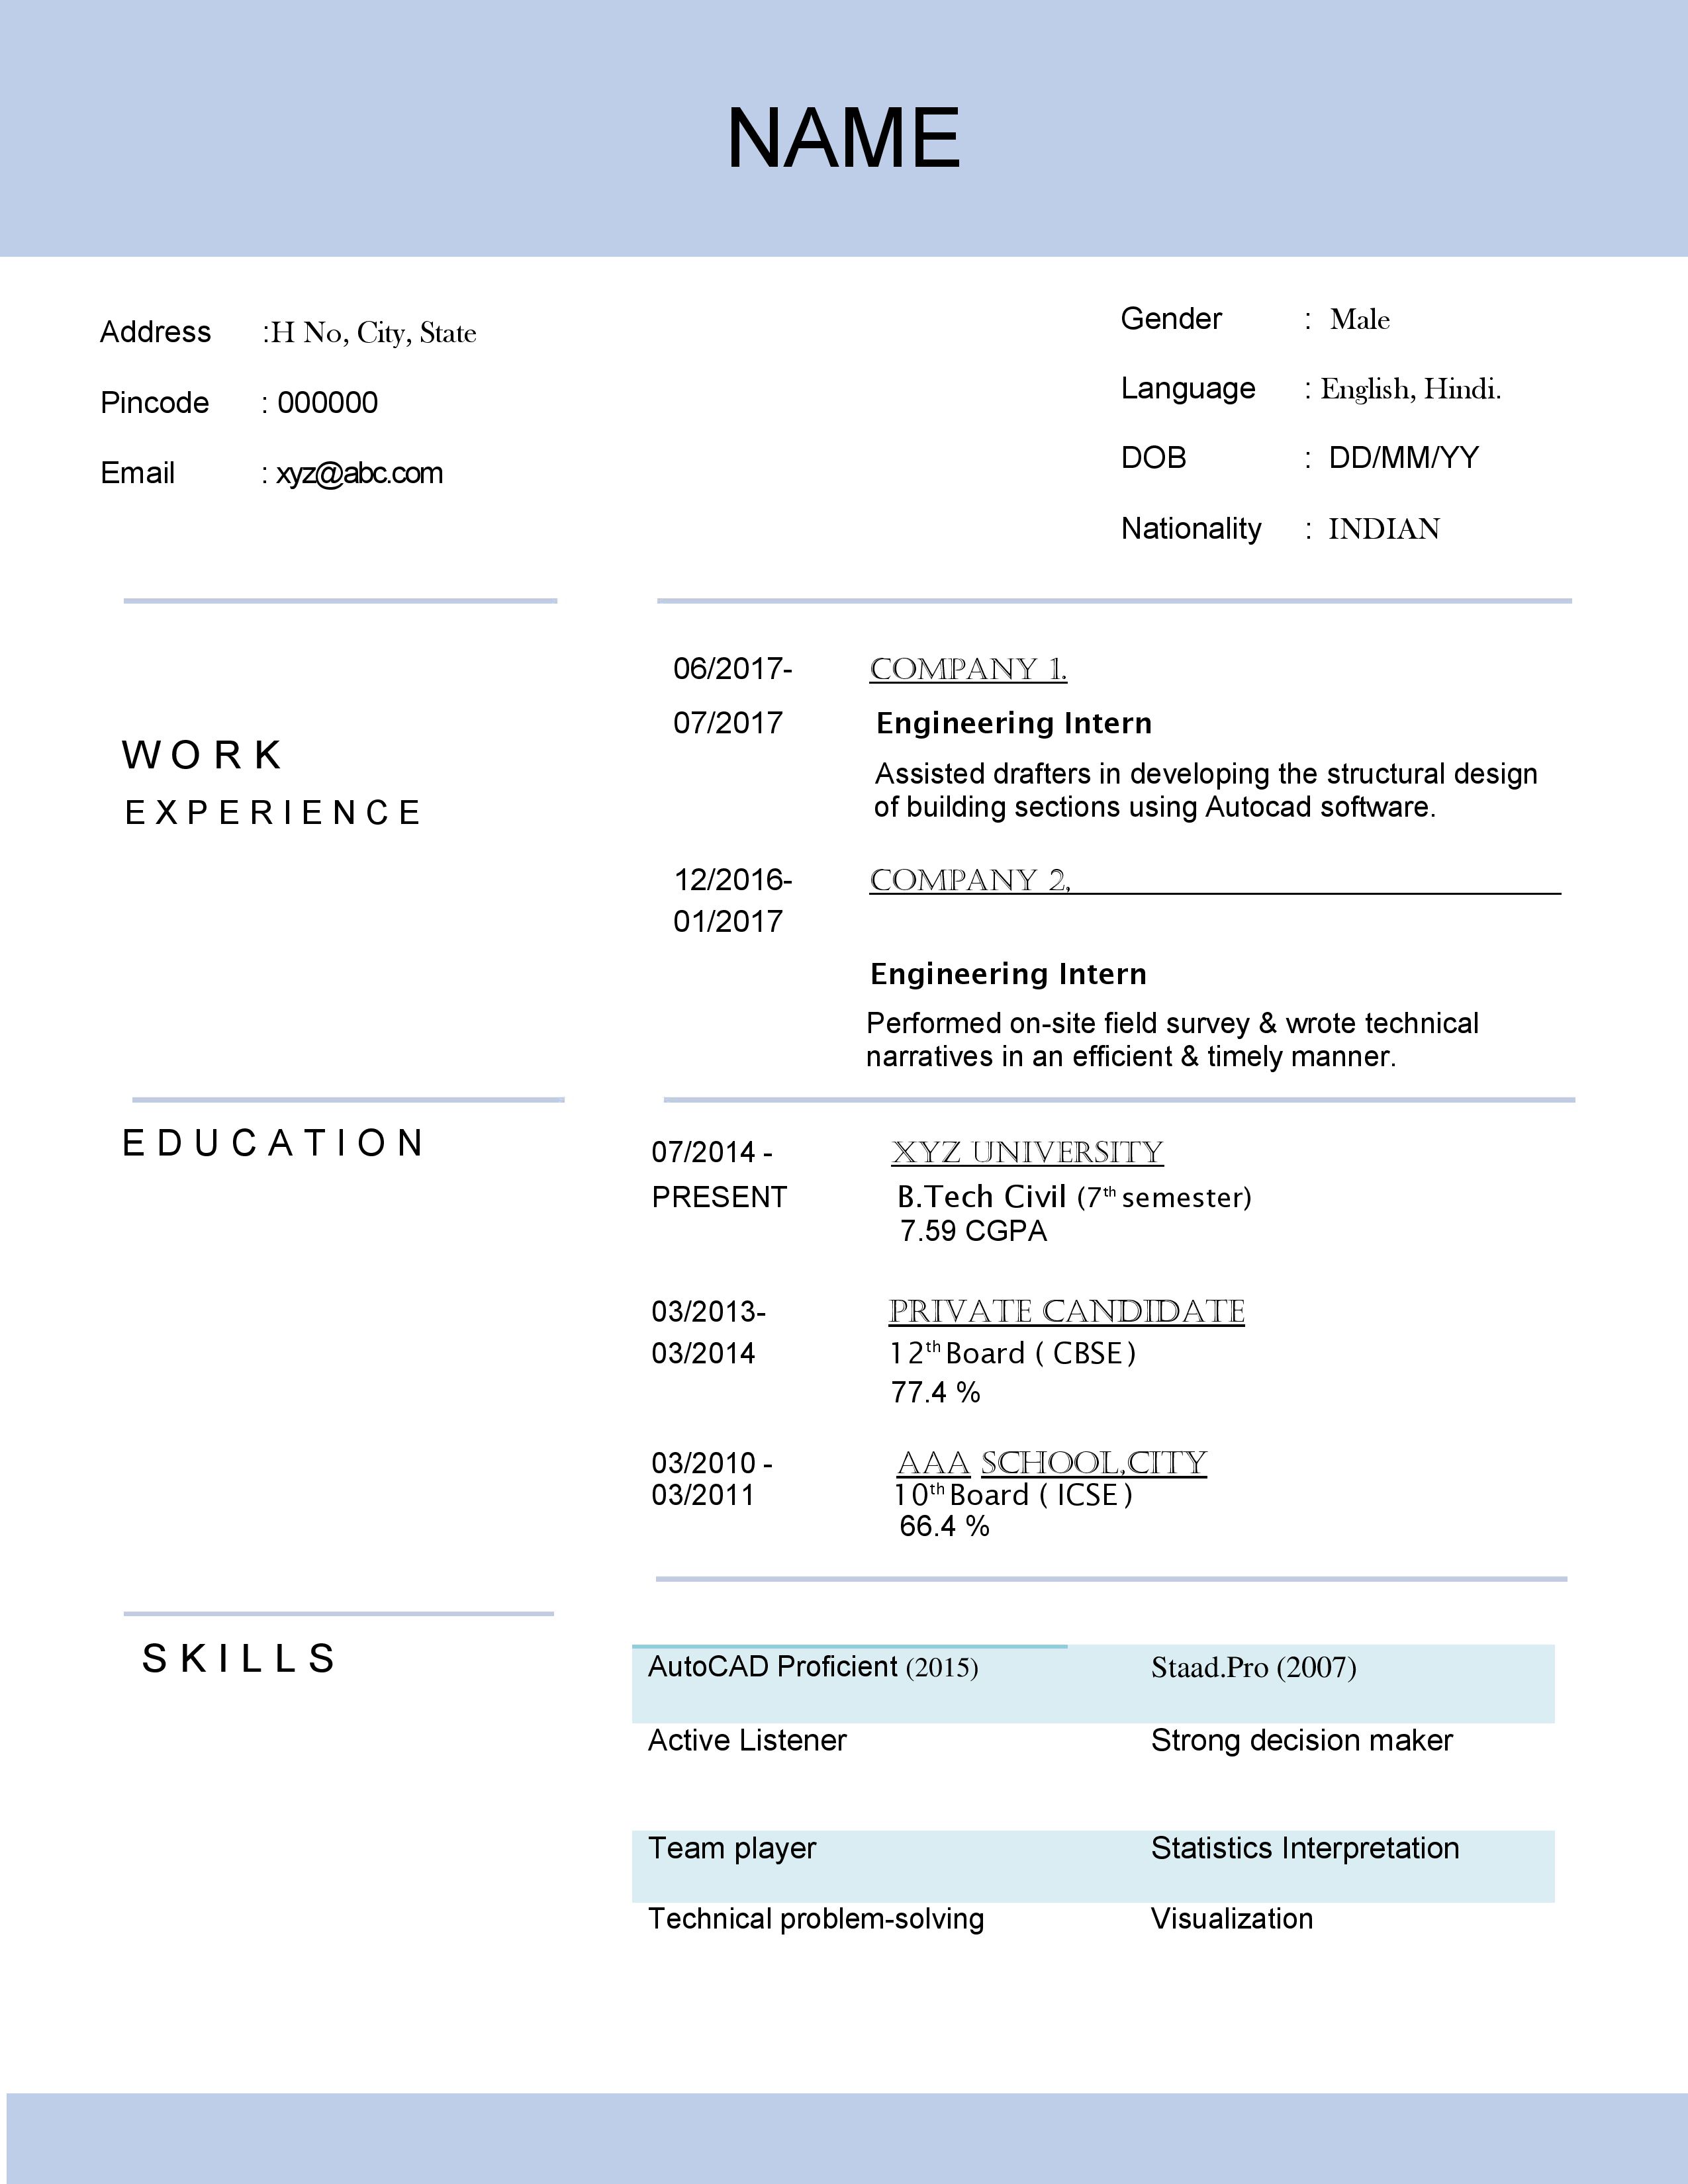 NAME
Address :H No, City, State
Pincode : 000000
Email : xyz@abc.com
Gender : Male
Language : English, Hindi.
DOB : DD/MM/YY
Nationality : INDIAN
WORK
EXPERIENCE
06/2017- COMPANY 1.
07/2017 Engineering Intern
Assisted drafters in developing the structural design
of building sections using Autocad software.
12/2016- COMPANY 2,
01/2017
Engineering Intern
Performed on-site field survey & wrote technical
narratives in an efficient & timely manner.
EDUCATION
07/2014 - XYZ UNIVERSITY
PRESENT B.Tech Civil (7th semester)
7.59 CGPA
03/2013- PRIVATE CANDIDATE
03/2014 12th Board ( CBSE )
77.4 %
03/2010 - AAA SCHOOL,CITY
03/2011 10th Board ( ICSE )
66.4 %
SKILLS
AutoCAD Proficient (2015) Staad.Pro (2007)
Active Listener Strong decision maker
Team player Statistics Interpretation
Technical problem-solving Visualization